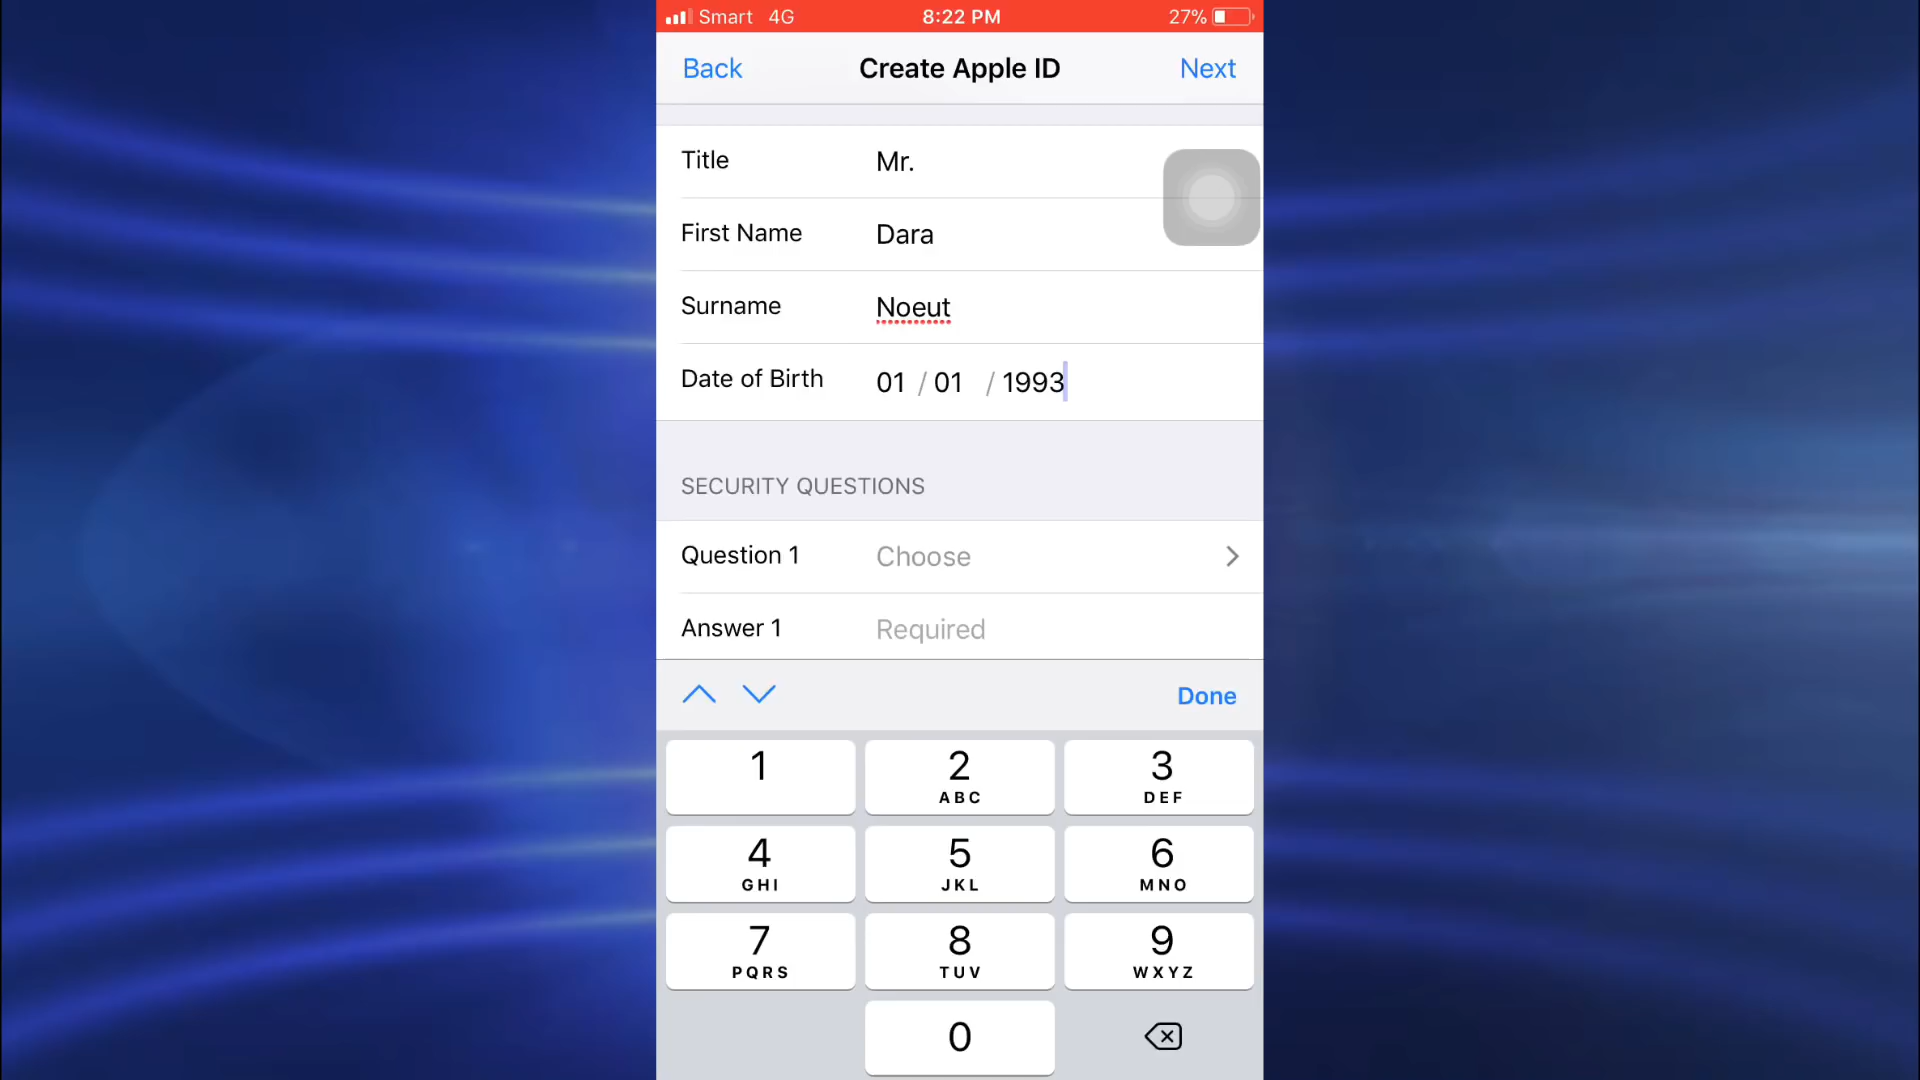 Smart 4G 8:22 PM 27%
Back Create Apple ID Next
Title Mr.
First Name Dara
Surname Noeut
Date of Birth 01 / 01 / 1993
SECURITY QUESTIONS
Question 1 Choose
Answer 1 Required
Done
1 2 3
ABC DEF
4 5 6
GHI JKL MNO
7 8 9
PQRS TUV WXYZ
0